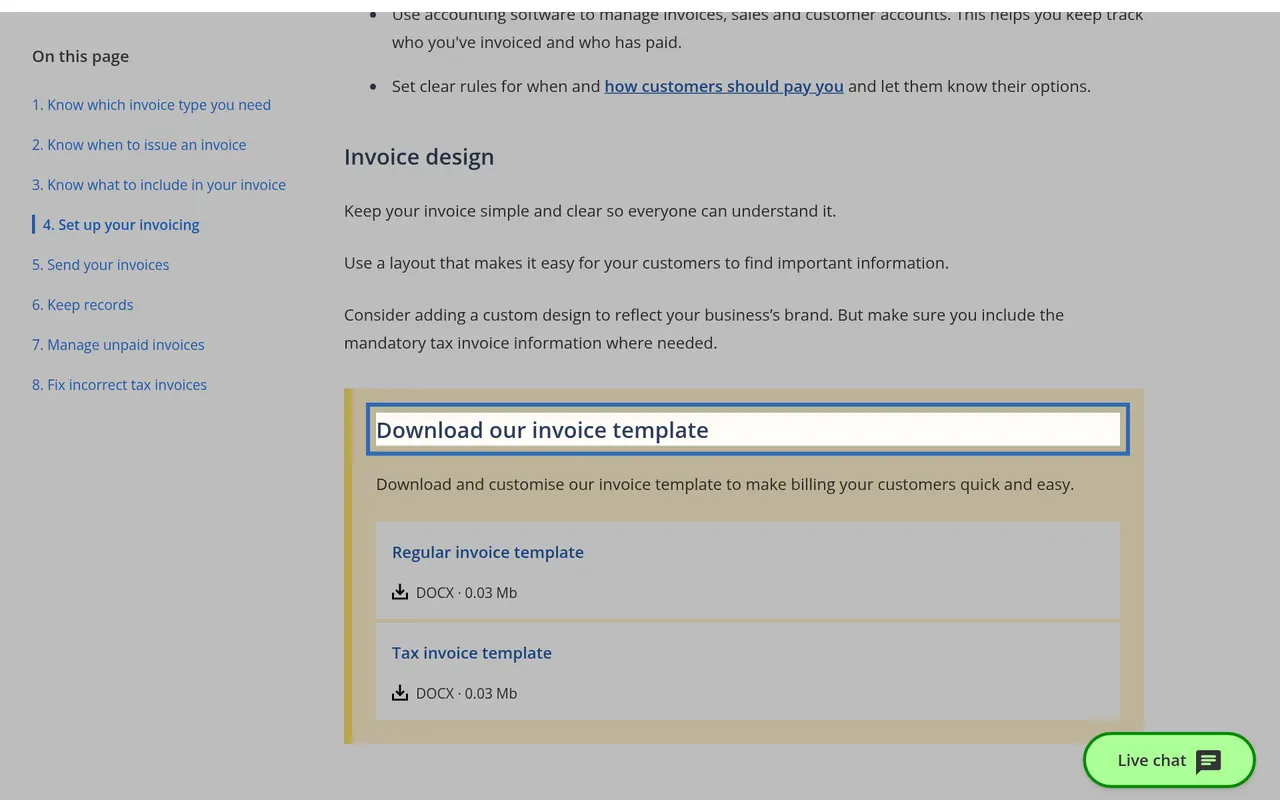 On this page
1. Know which invoice type you need
2. Know when to issue an invoice
3. Know what to include in your invoice
4. Set up your invoicing
5. Send your invoices
6. Keep records
7. Manage unpaid invoices
8. Fix incorrect tax invoices
Use accounting software to manage invoices, sales and customer accounts. This helps you keep track
who you've invoiced and who has paid.
Set clear rules for when and how customers should pay you and let them know their options.
Invoice design
Keep your invoice simple and clear so everyone can understand it.
Use a layout that makes it easy for your customers to find important information.
Consider adding a custom design to reflect your business’s brand. But make sure you include the
mandatory tax invoice information where needed.
Download our invoice template
Download and customise our invoice template to make billing your customers quick and easy.
Regular invoice template
DOCX · 0.03 Mb
Tax invoice template
DOCX · 0.03 Mb
Live chat